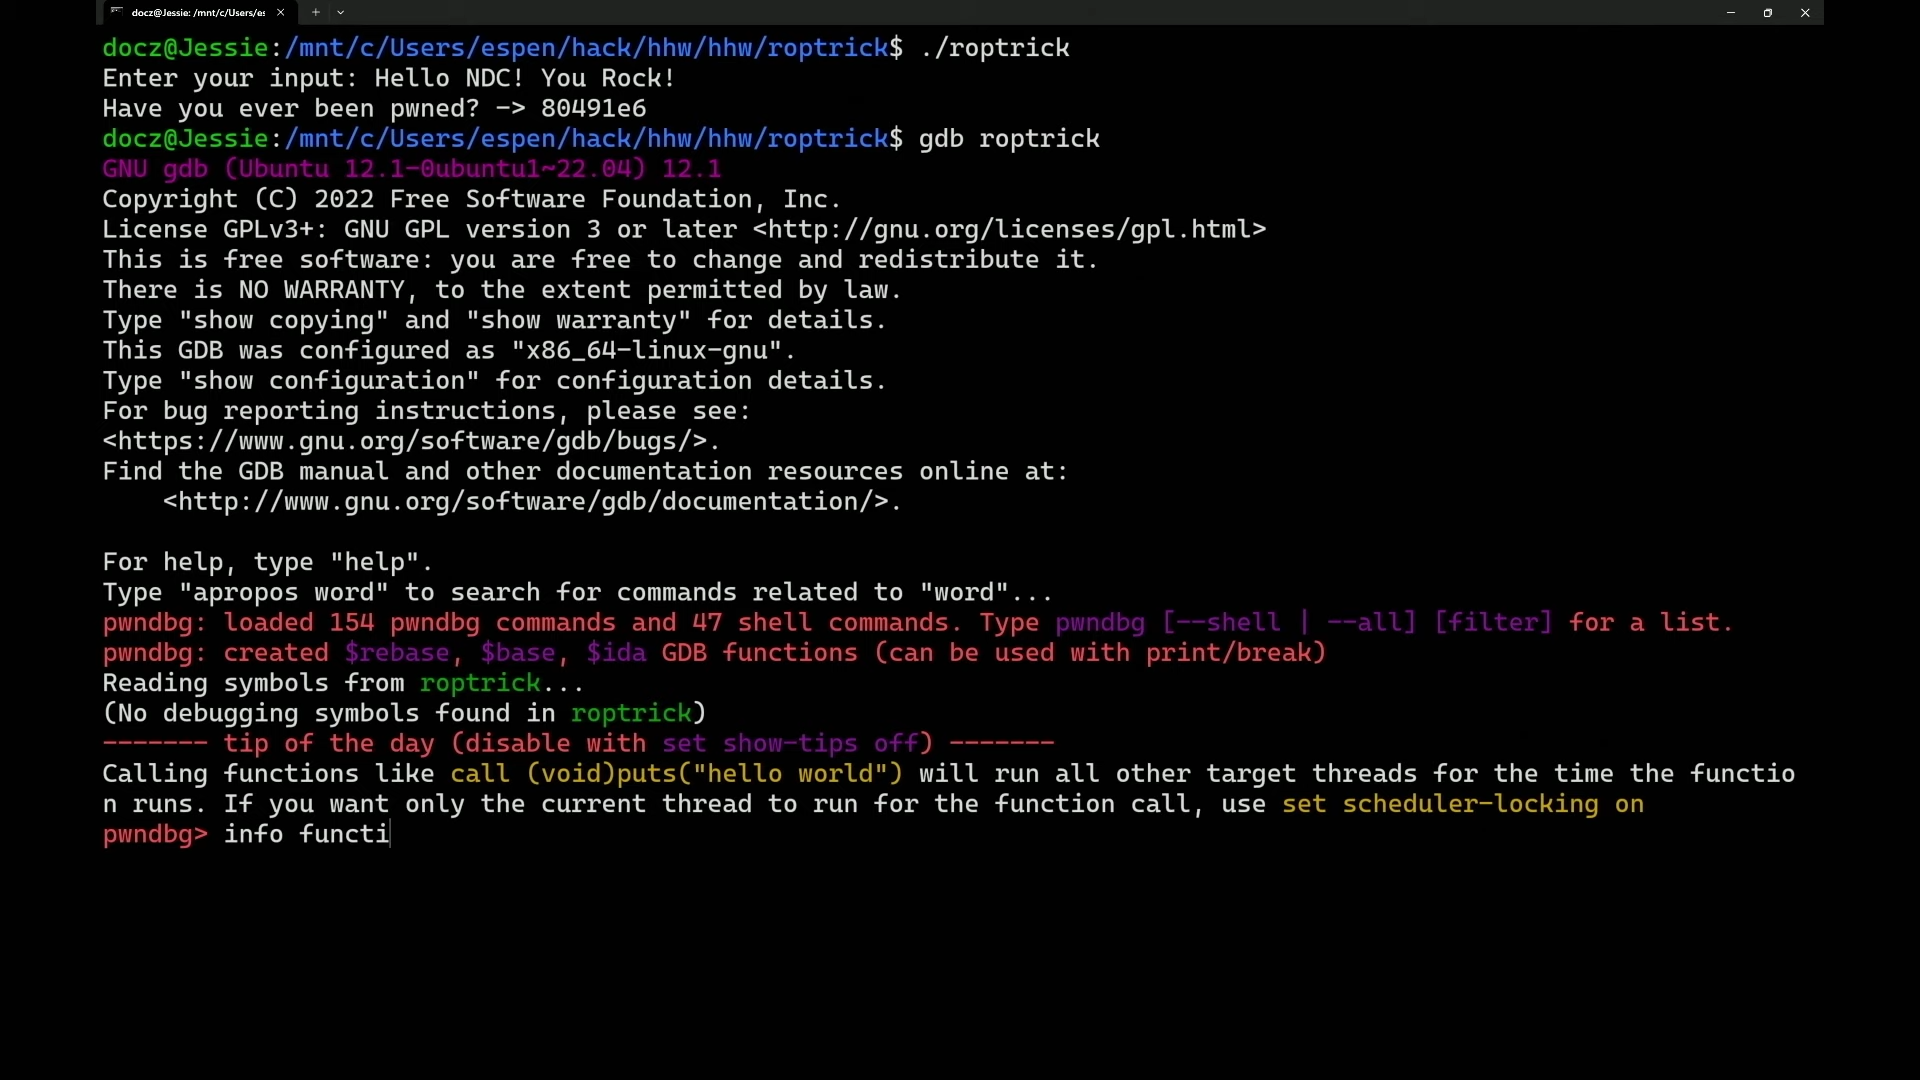 docz@Jessie: /mnt/c/Users/es
docz@Jessie:/mnt/c/Users/espen/hack/hhw/hhw/roptrick$ ./roptrick
Enter your input: Hello NDC! You Rock!
Have you ever been pwned? -> 80491e6
docz@Jessie:/mnt/c/Users/espen/hack/hhw/hhw/roptrick$ gdb roptrick
GNU gdb (Ubuntu 12.1-0ubuntu1~22.04) 12.1
Copyright (C) 2022 Free Software Foundation, Inc.
License GPLv3+: GNU GPL version 3 or later <http://gnu.org/licenses/gpl.html>
This is free software: you are free to change and redistribute it.
There is NO WARRANTY, to the extent permitted by law.
Type "show copying" and "show warranty" for details.
This GDB was configured as "x86_64-linux-gnu".
Type "show configuration" for configuration details.
For bug reporting instructions, please see:
<https://www.gnu.org/software/gdb/bugs/>.
Find the GDB manual and other documentation resources online at:
    <http://www.gnu.org/software/gdb/documentation/>.
For help, type "help".
Type "apropos word" to search for commands related to "word"...
pwndbg: loaded 154 pwndbg commands and 47 shell commands. Type pwndbg [--shell | --all] [filter] for a list.
pwndbg: created $rebase, $base, $ida GDB functions (can be used with print/break)
Reading symbols from roptrick...
(No debugging symbols found in roptrick)
------- tip of the day (disable with set show-tips off) -------
Calling functions like call (void)puts("hello world") will run all other target threads for the time the functio
n runs. If you want only the current thread to run for the function call, use set scheduler-locking on
pwndbg> info functi